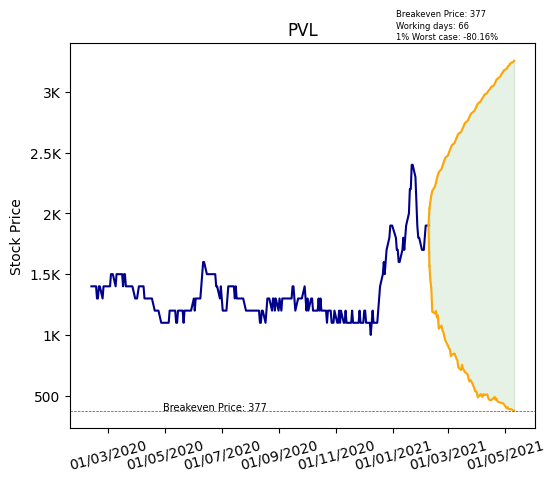 Breakeven Price: 377
Working days: 66
1% Worst case: -80.16%
PVL
Stock Price
3K
2.5K
2K
1.5K
1K
500
Breakeven Price: 377
01/03/2020
01/05/2020
01/07/2020
01/09/2020
01/11/2020
01/01/2021
01/03/2021
01/05/2021